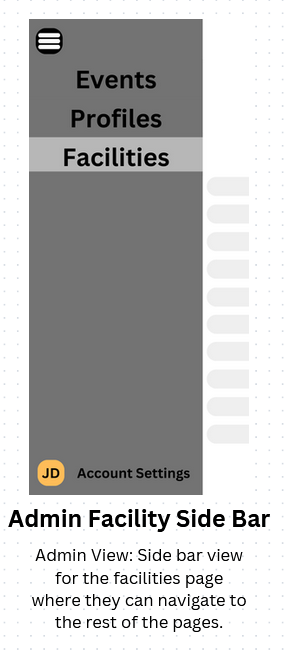 Events
Profiles
Facilities
JD Account Settings
Admin Facility Side Bar
Admin View: Side bar view
for the facilities page
where they can navigate to
the rest of the pages.